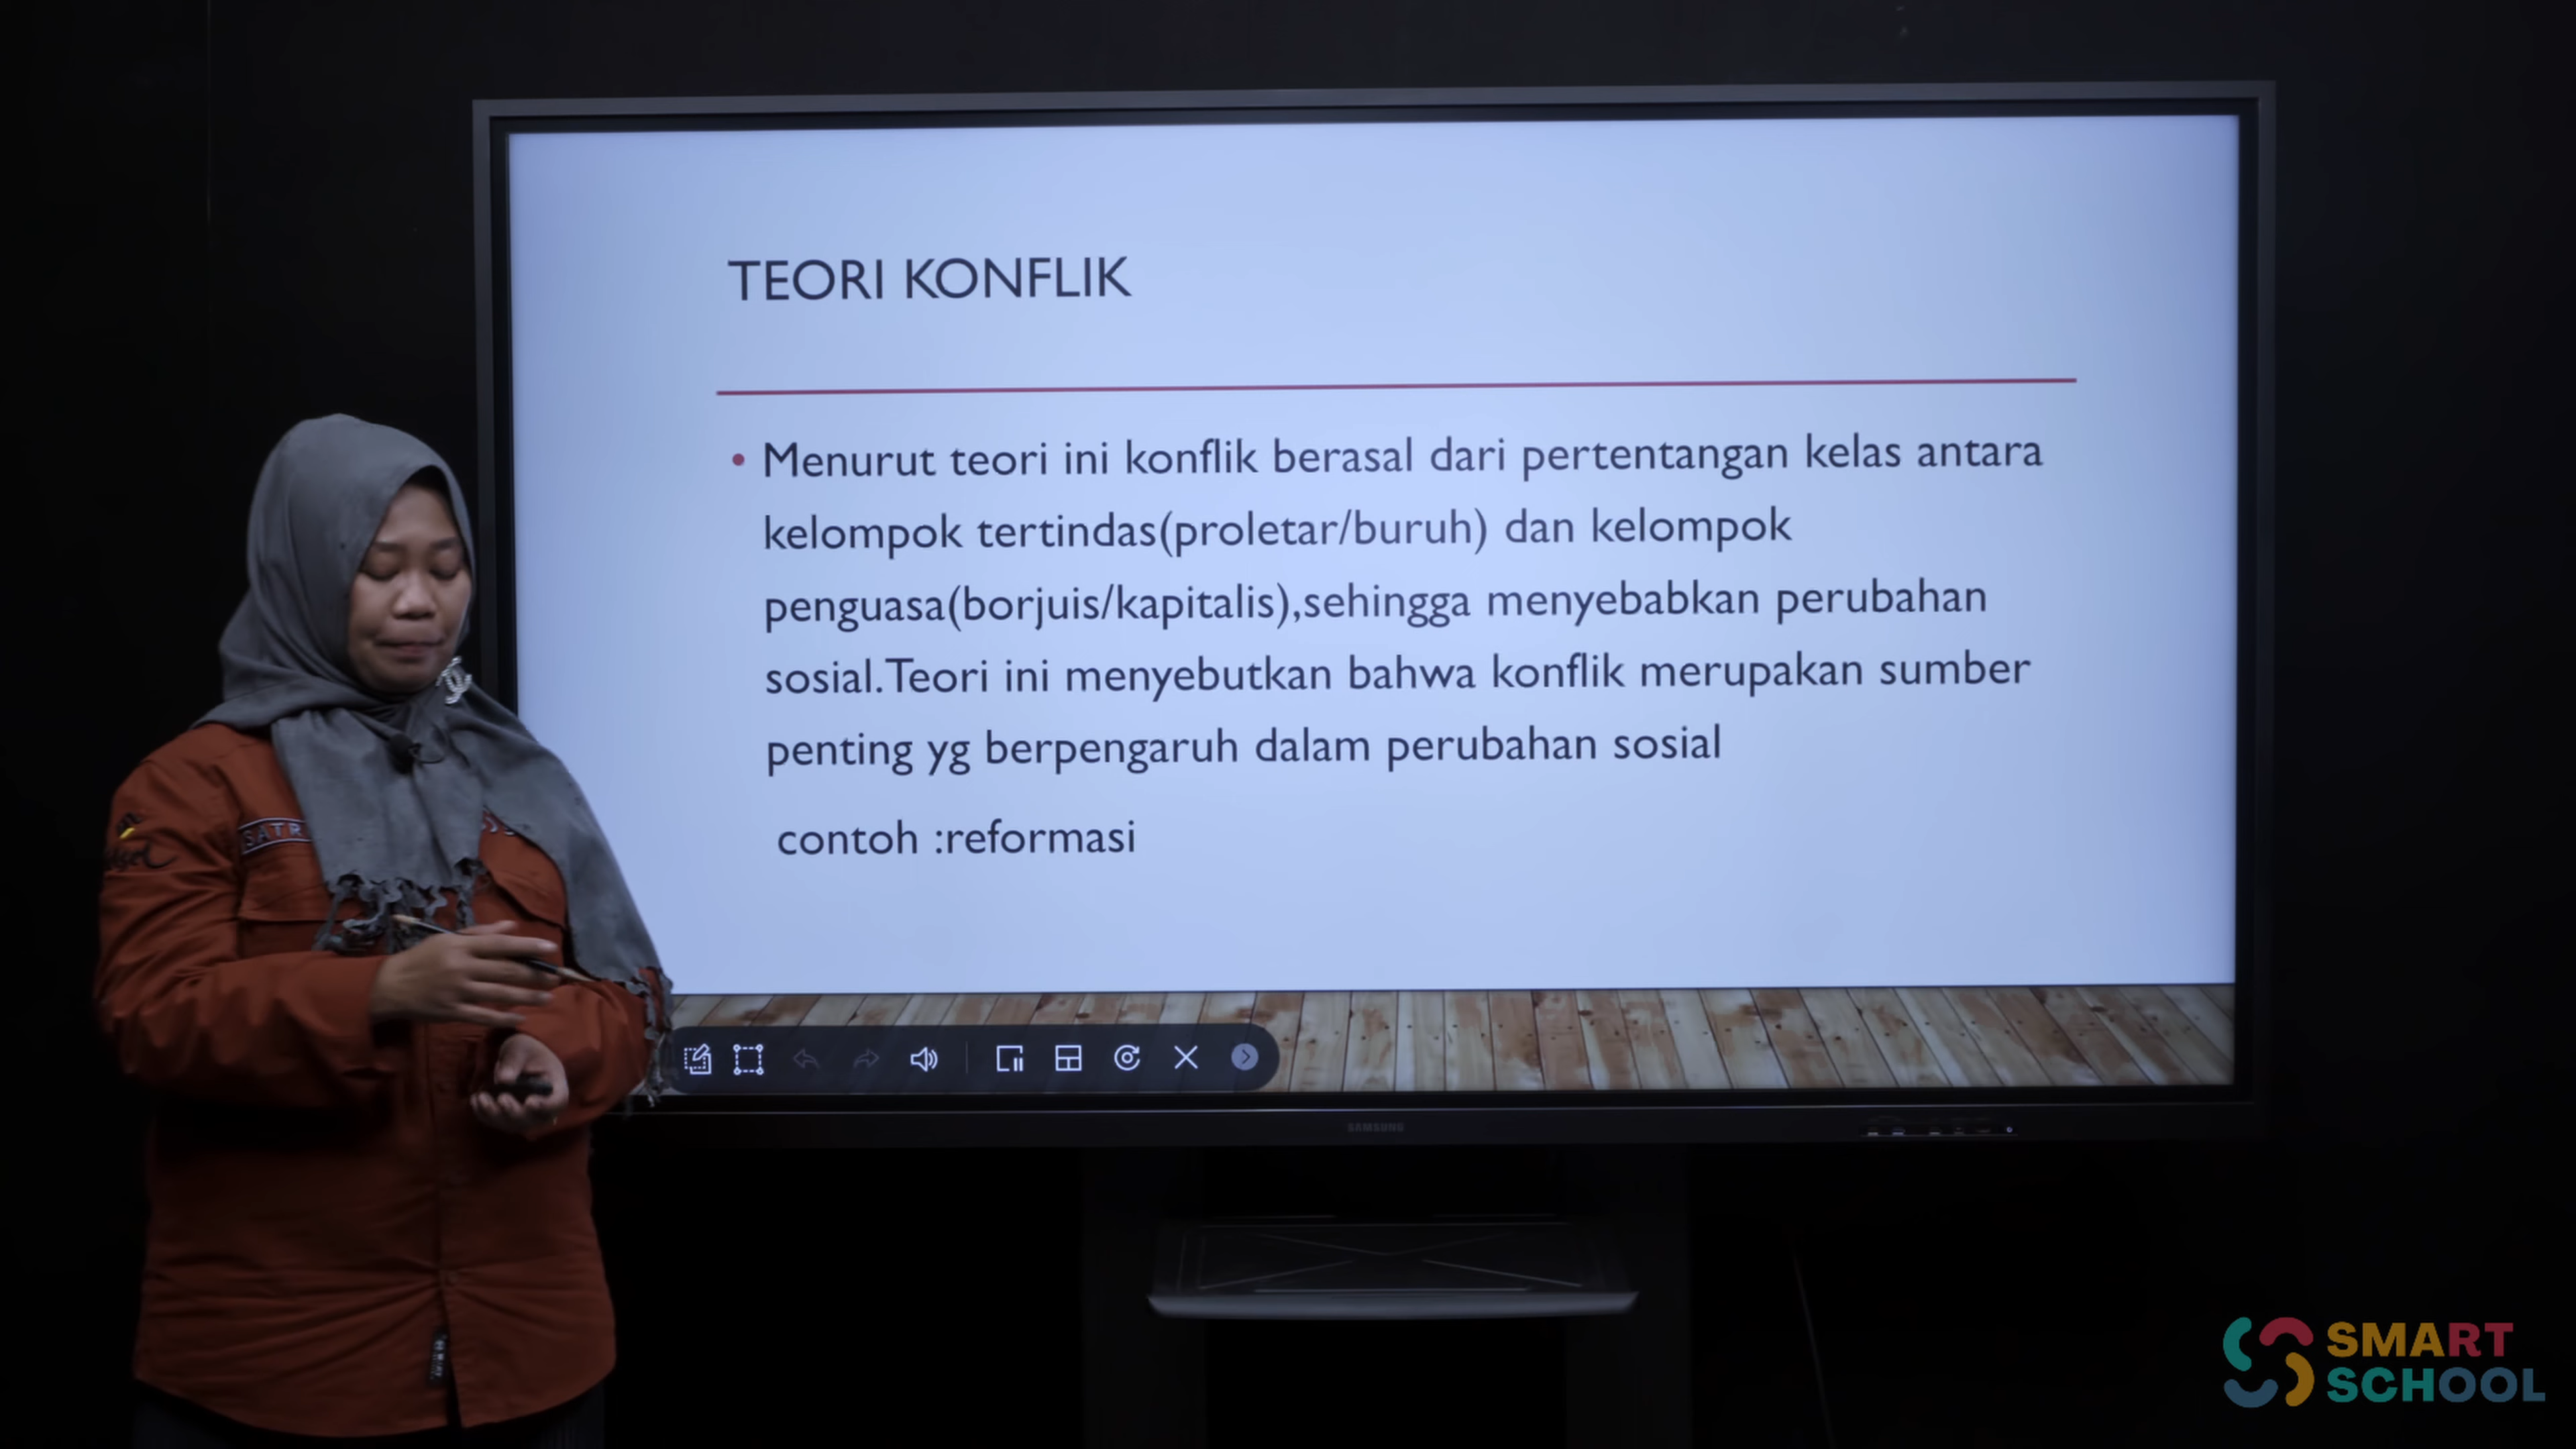 TEORI KONFLIK
• Menurut teori ini konflik berasal dari pertentangan kelas antara
kelompok tertindas(proletar/buruh) dan kelompok
penguasa(borjuis/kapitalis),sehingga menyebabkan perubahan
sosial.Teori ini menyebutkan bahwa konflik merupakan sumber
penting yg berpengaruh dalam perubahan sosial
contoh :reformasi
SAMSUNG
SMART
SCHOOL